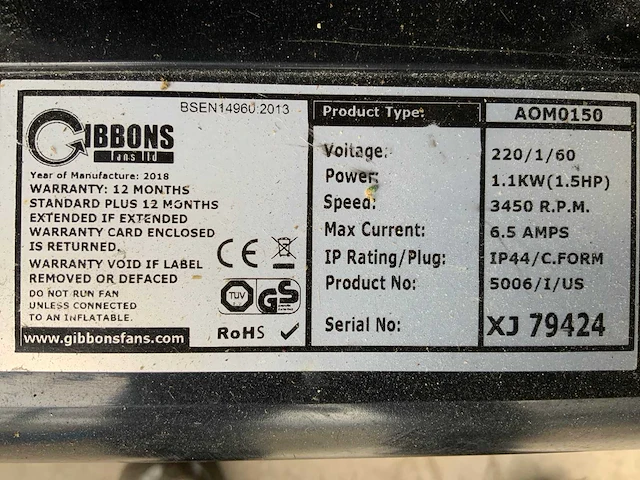 GIBBONS
fans ltd
BSEN14960:2013
Year of Manufacture: 2018
WARRANTY: 12 MONTHS
STANDARD PLUS 12 MONTHS
EXTENDED IF EXTENDED
WARRANTY CARD ENCLOSED
IS RETURNED.
WARRANTY VOID IF LABEL
REMOVED OR DEFACED
DO NOT RUN FAN
UNLESS CONNECTED
TO AN INFLATABLE.
www.gibbonsfans.com
CE
TUV GS
RoHS
Product Type: AOM0150
Voltage: 220/1/60
Power: 1.1KW(1.5HP)
Speed: 3450 R.P.M.
Max Current: 6.5 AMPS
IP Rating/Plug: IP44/C.FORM
Product No: 5006/I/US
Serial No: XJ 79424